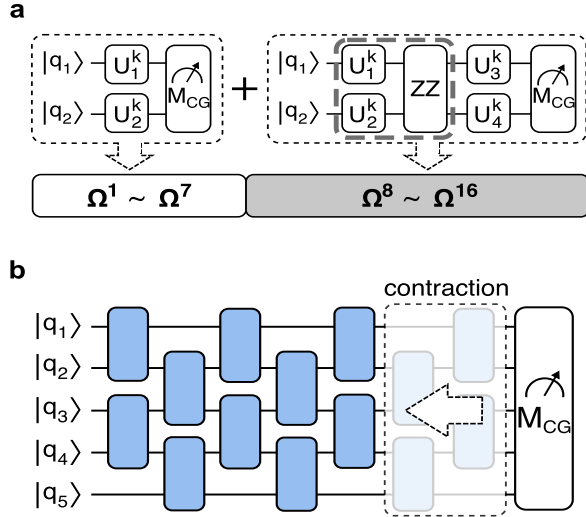 a
|q₁⟩ U₁ᵏ M_CG + |q₁⟩ U₁ᵏ ZZ U₃ᵏ M_CG
|q₂⟩ U₂ᵏ |q₂⟩ U₂ᵏ U₄ᵏ
Ω¹ ~ Ω⁷ Ω⁸ ~ Ω¹⁶
b
contraction
|q₁⟩
|q₂⟩
|q₃⟩
M_CG
|q₄⟩
|q₅⟩